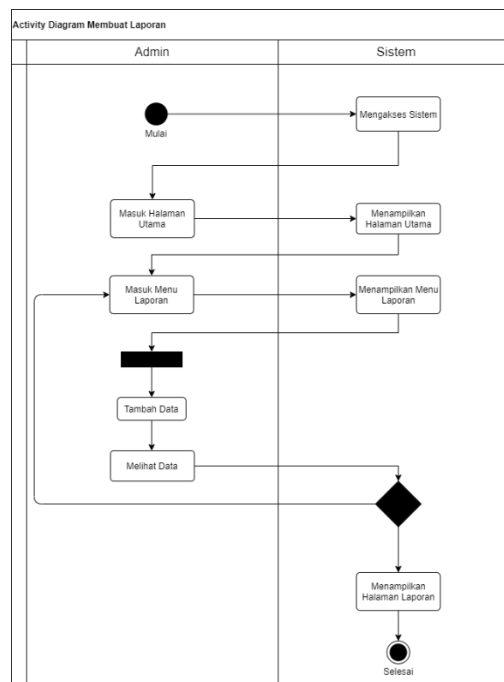 Activity Diagram Membuat Laporan
Admin
Sistem
Mulai
Mengakses Sistem
Masuk Halaman
Utama
Menampilkan
Halaman Utama
Masuk Menu
Laporan
Menampilkan Menu
Laporan
Tambah Data
Melihat Data
Menampilkan
Halaman Laporan
Selesai